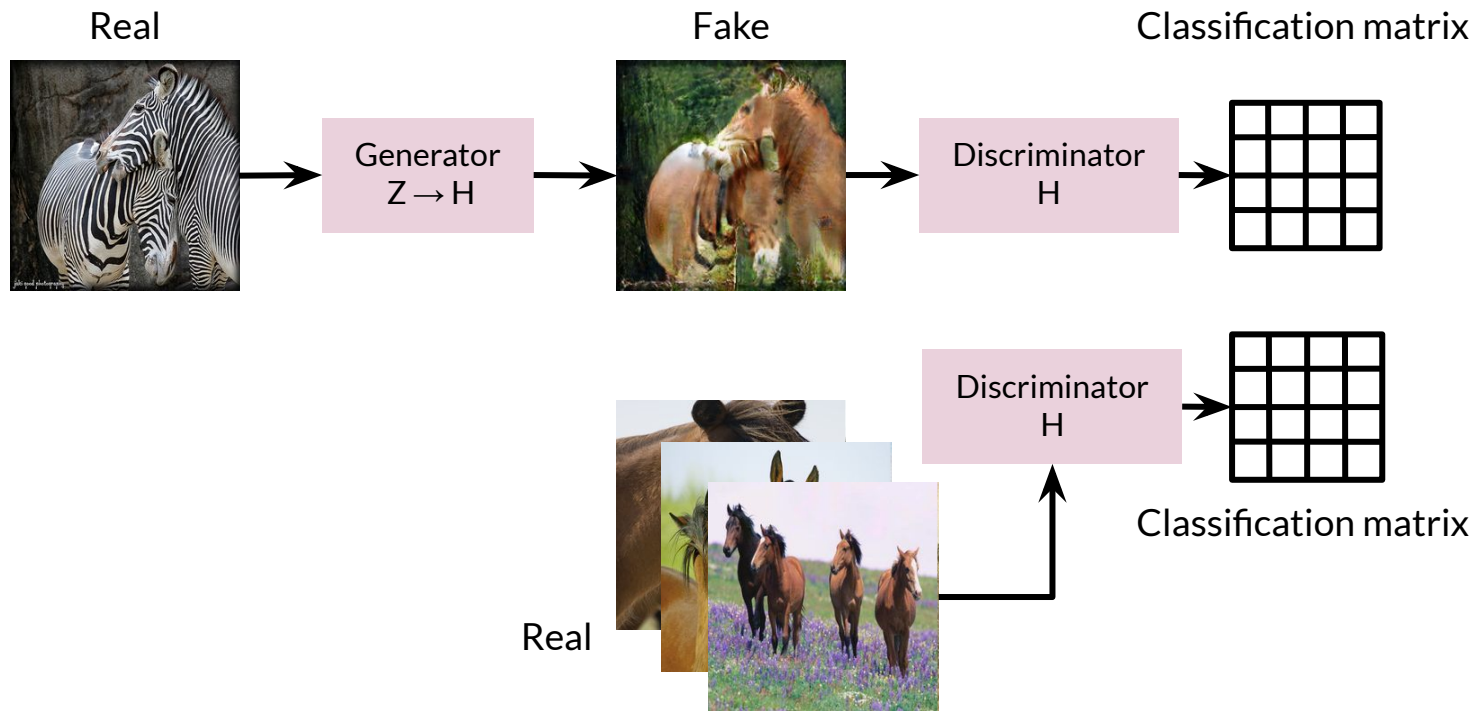 Real
Fake
Classification matrix
Generator
Z → H
Discriminator
H
Discriminator
H
Classification matrix
Real